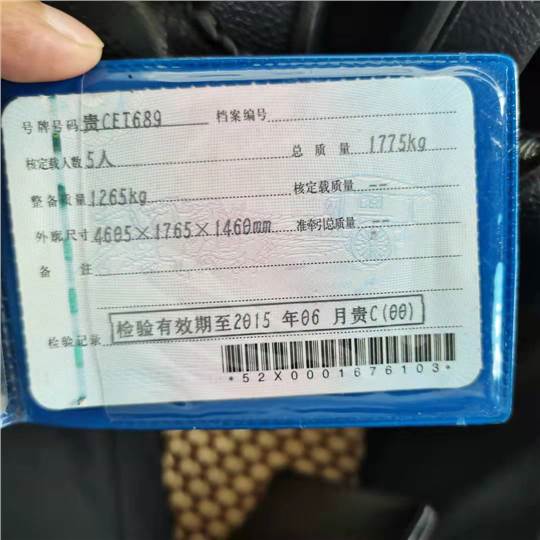 号牌号码 贵CET689 档案编号
核定载人数 5人 总质量 1775kg
整备质量 1265kg 核定载质量 --
外廓尺寸 4605×1765×1460mm 准牵引总质量 --
备注
检验记录 检验有效期至2015年06月贵C(00)
*52X0001676103*